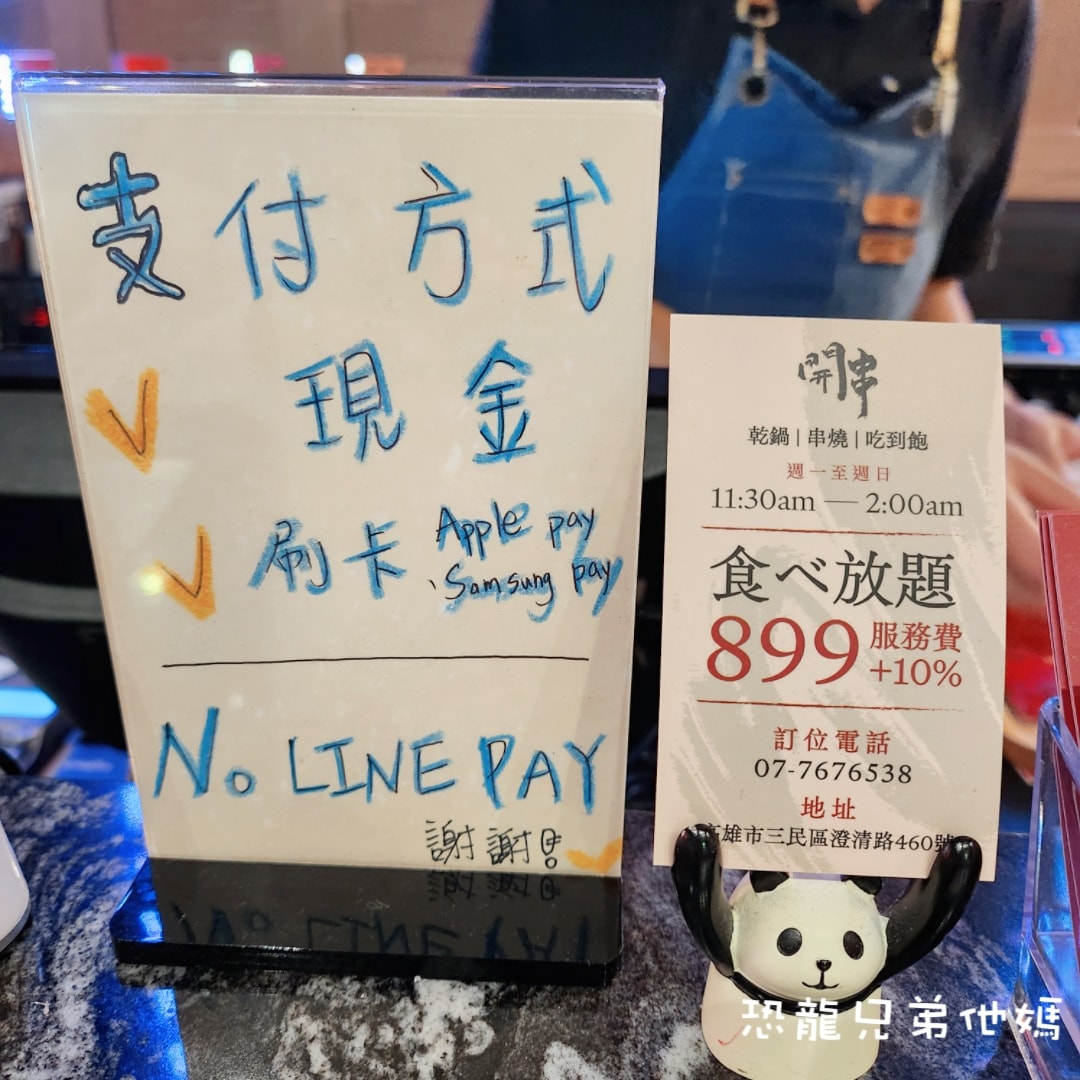 支付方式
現金
刷卡 Apple pay
、Samsung pay
No LINE PAY
謝謝!
開串
乾鍋|串燒|吃到飽
週一至週日
11:30am — 2:00am
食べ放題
899 服務費
+10%
訂位電話
07-7676538
地址
高雄市三民區澄清路460號
恐龍兄弟他媽